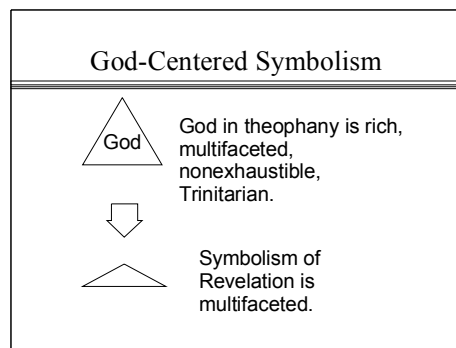 God-Centered Symbolism
God
God in theophany is rich,
multifaceted,
nonexhaustible,
Trinitarian.
Symbolism of
Revelation is
multifaceted.